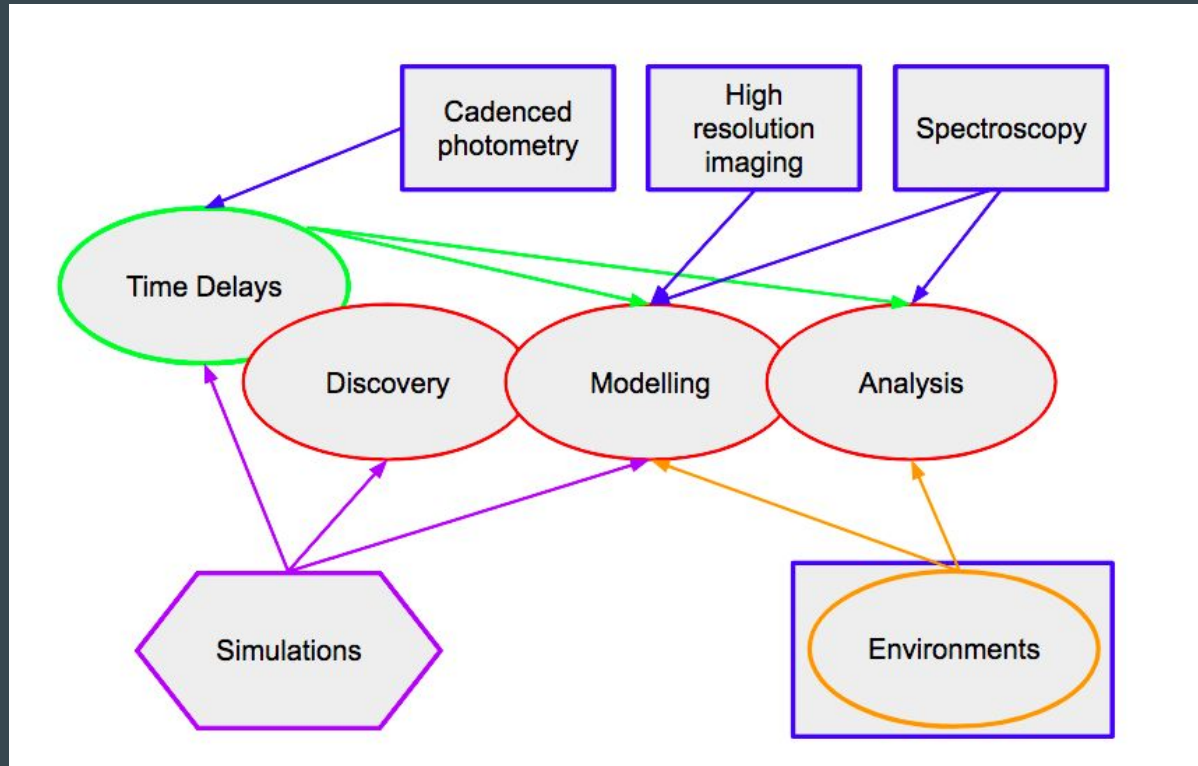 Cadenced
photometry
High
resolution
imaging
Spectroscopy
Time Delays
Discovery
Modelling
Analysis
Simulations
Environments